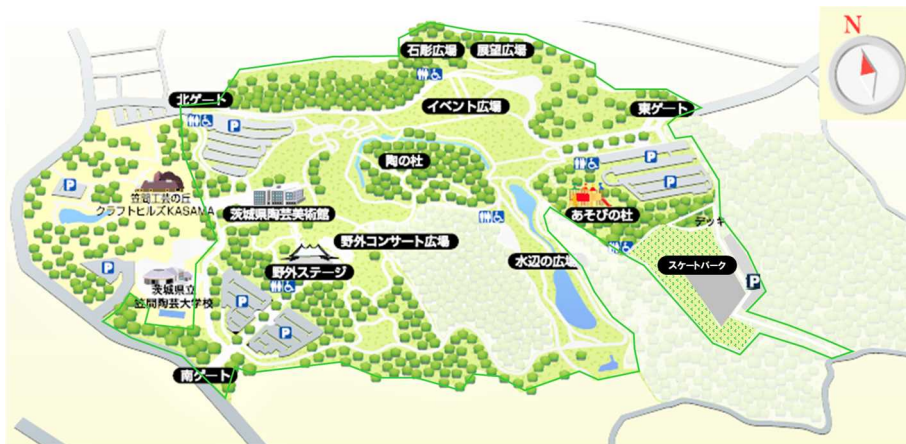 N
石彫広場
展望広場
北ゲート
イベント広場
東ゲート
P
P
陶の杜
P
笠間工芸の丘
クラフトヒルズKASAMA
茨城県陶芸美術館
あそびの杜
デッキ
野外コンサート広場
水辺の広場
スケートパーク
野外ステージ
P
P
茨城県立
笠間陶芸大学校
P
P
南ゲート